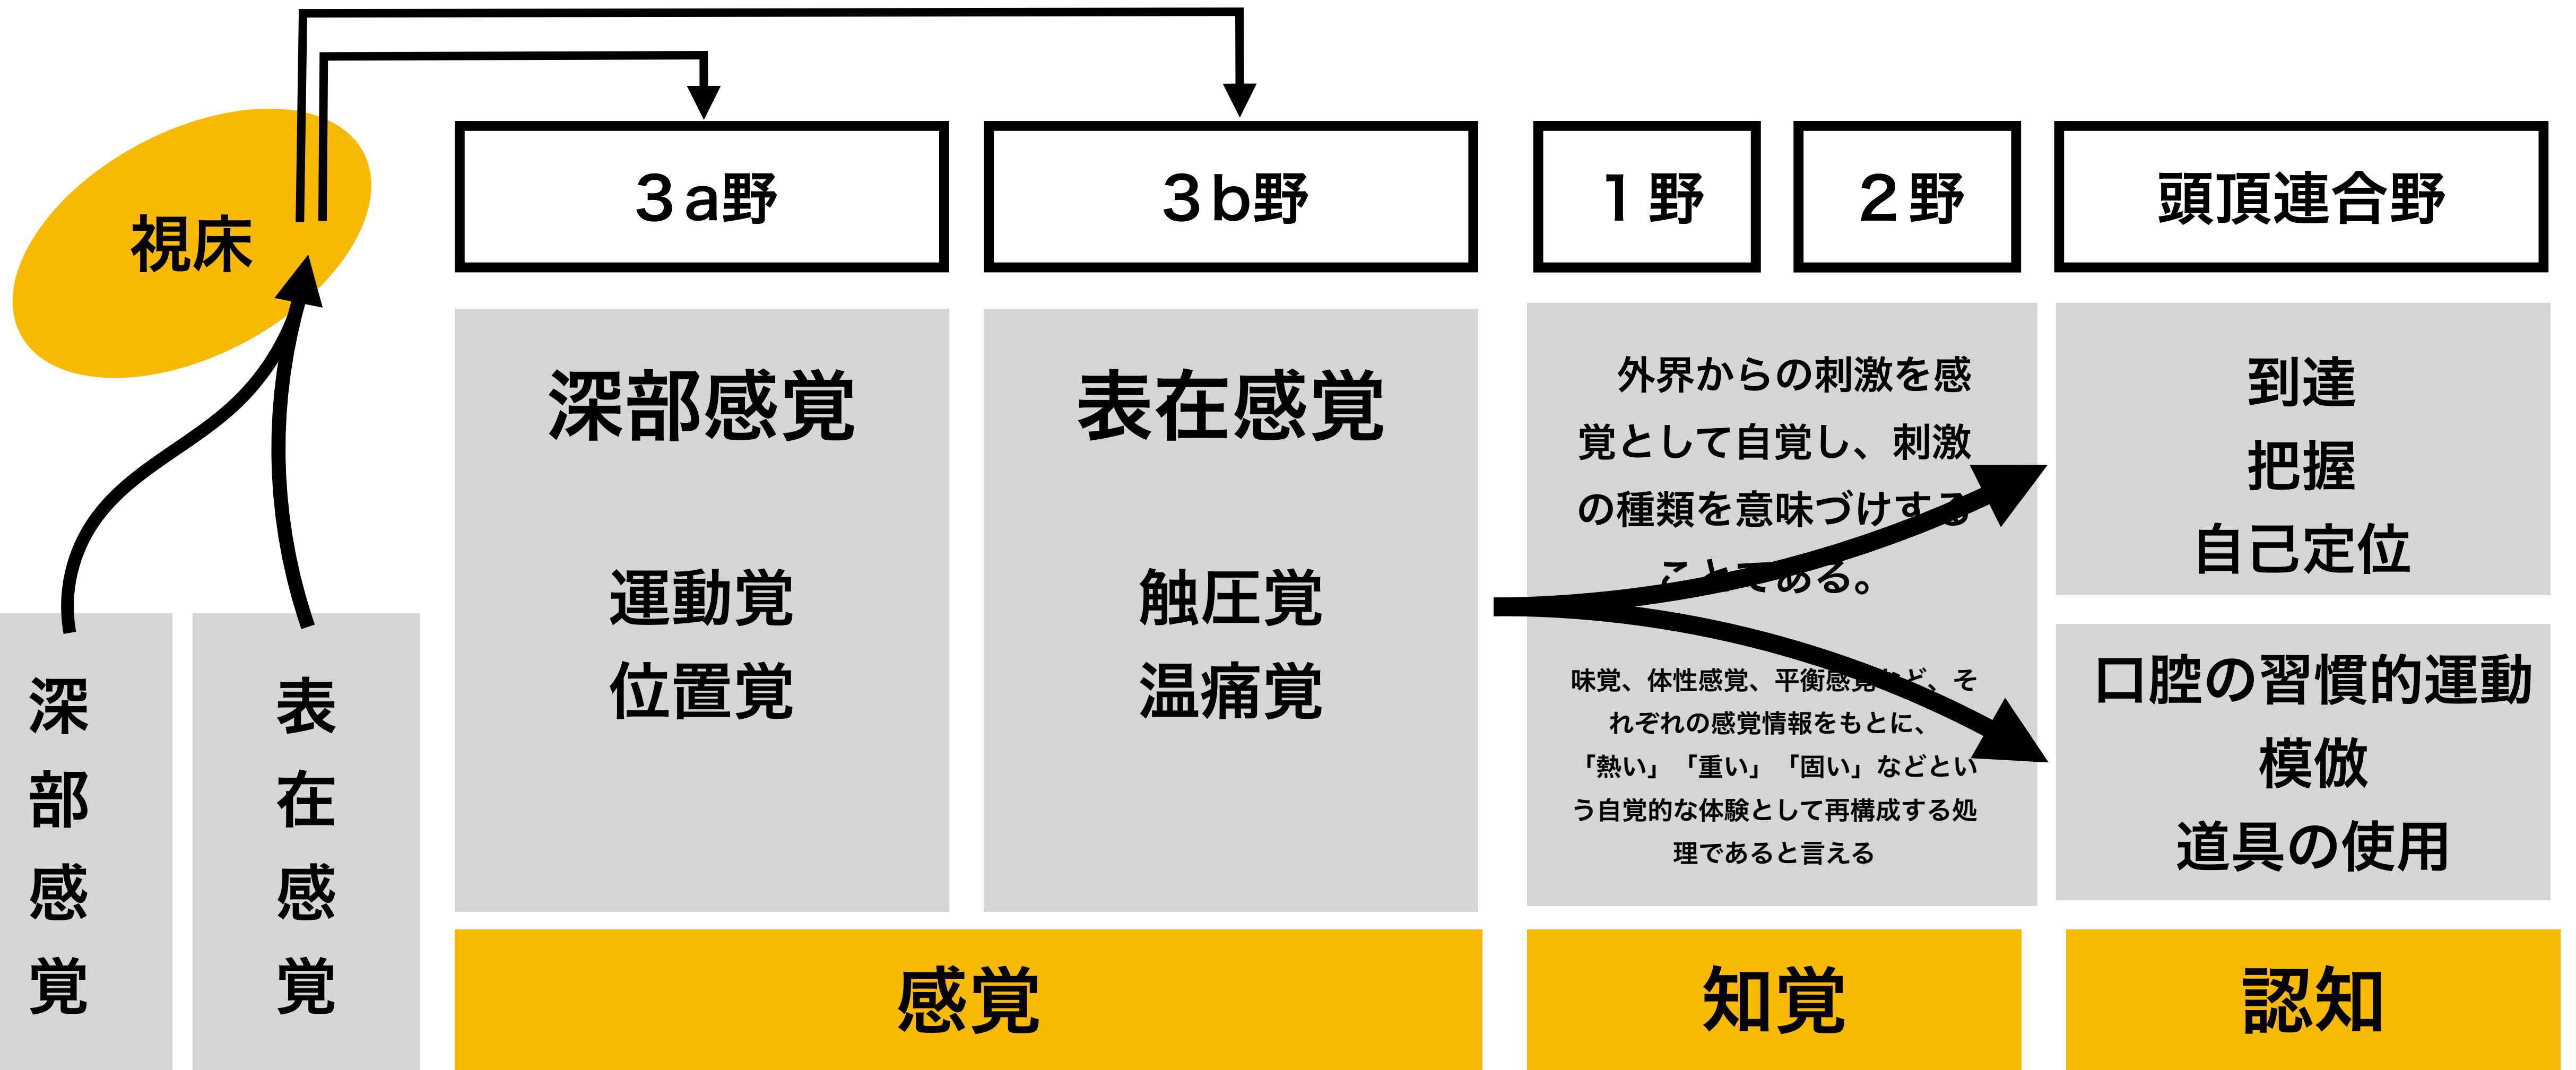 視床
3a野
3b野
1野
2野
頭頂連合野
深部感覚
表在感覚
深部感覚
運動覚
位置覚
表在感覚
触圧覚
温痛覚
外界からの刺激を感
覚として自覚し、刺激
の種類を意味づけする
ことである。
味覚、体性感覚、平衡感覚など、そ
れぞれの感覚情報をもとに、
「熱い」「重い」「固い」などとい
う自覚的な体験として再構成する処
理であると言える
到達
把握
自己定位
口腔の習慣的運動
模倣
道具の使用
感覚
知覚
認知